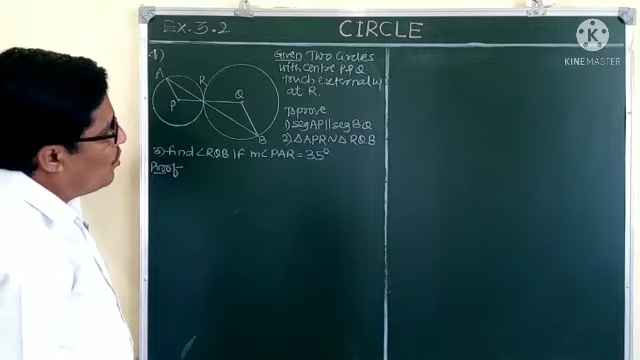 Ex. 3.2
CIRCLE
KINEMASTER
4)
Given Two Circles
with centre P & Q
touch externally
at R.
A
R
P
Q
B
To prove
1) seg AP || seg BQ
2) △APR ~ △RQB
3) find ∠RQB if m∠PAR = 35°
Proof